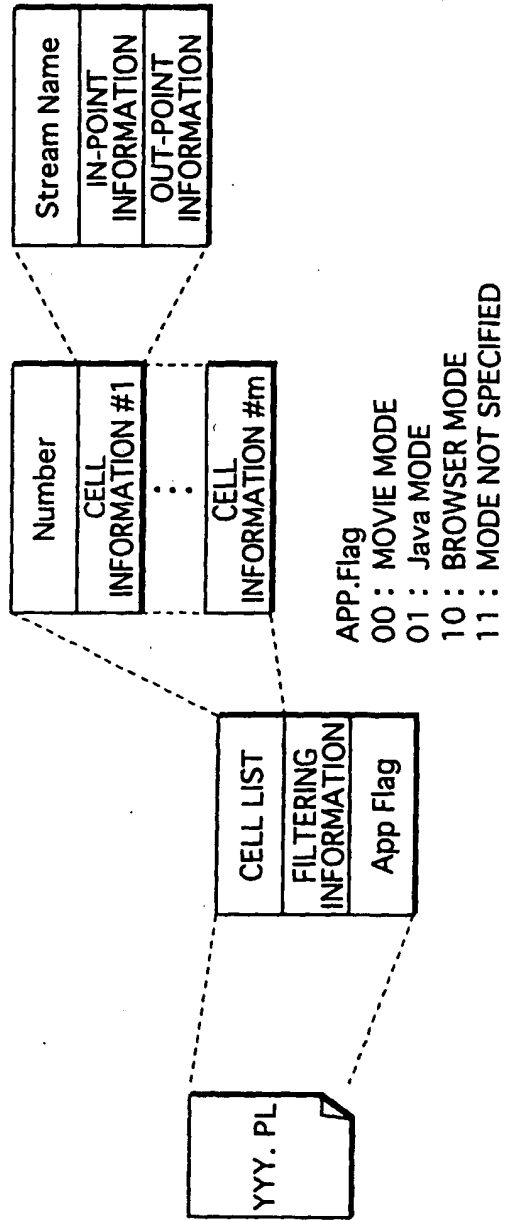 YYY. PL
CELL LIST
FILTERING
INFORMATION
App Flag
Number
CELL
INFORMATION #1
CELL
INFORMATION #m
APP.Flag
00 : MOVIE MODE
01 : Java MODE
10 : BROWSER MODE
11 : MODE NOT SPECIFIED
Stream Name
IN-POINT
INFORMATION
OUT-POINT
INFORMATION